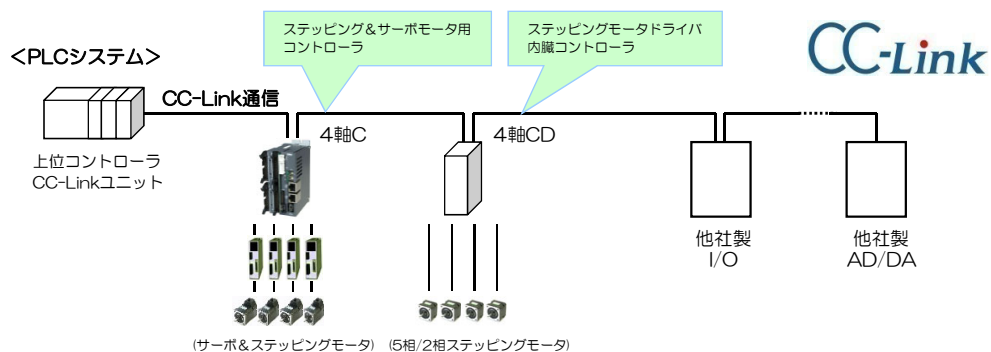 ステッピング＆サーボモータ用
コントローラ
ステッピングモータドライバ
内臓コントローラ
CC-Link
＜PLCシステム＞
CC-Link通信
4軸C
4軸CD
上位コントローラ
CC-Linkユニット
他社製
I/O
他社製
AD/DA
(サーボ＆ステッピングモータ)
(5相/2相ステッピングモータ)